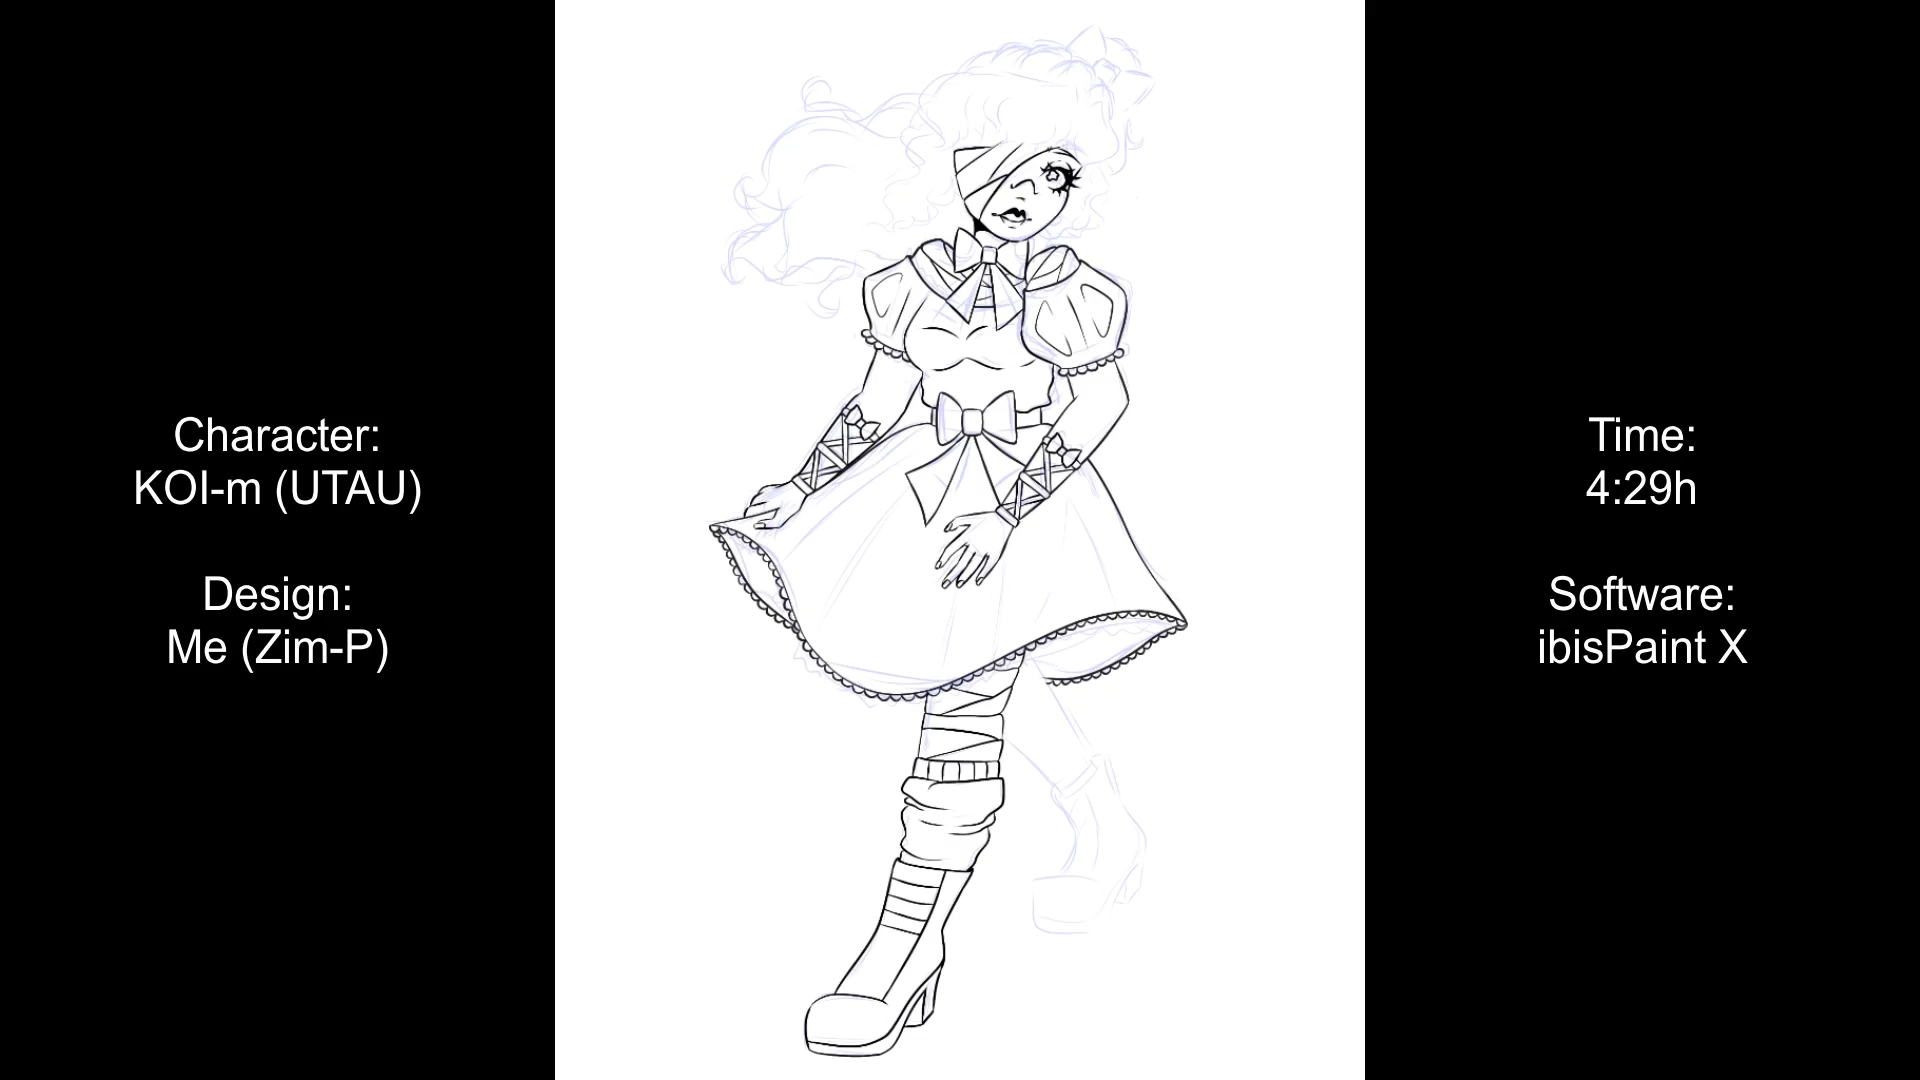 Character:
KOI-m (UTAU)
Design:
Me (Zim-P)
Time:
4:29h
Software:
ibisPaint X